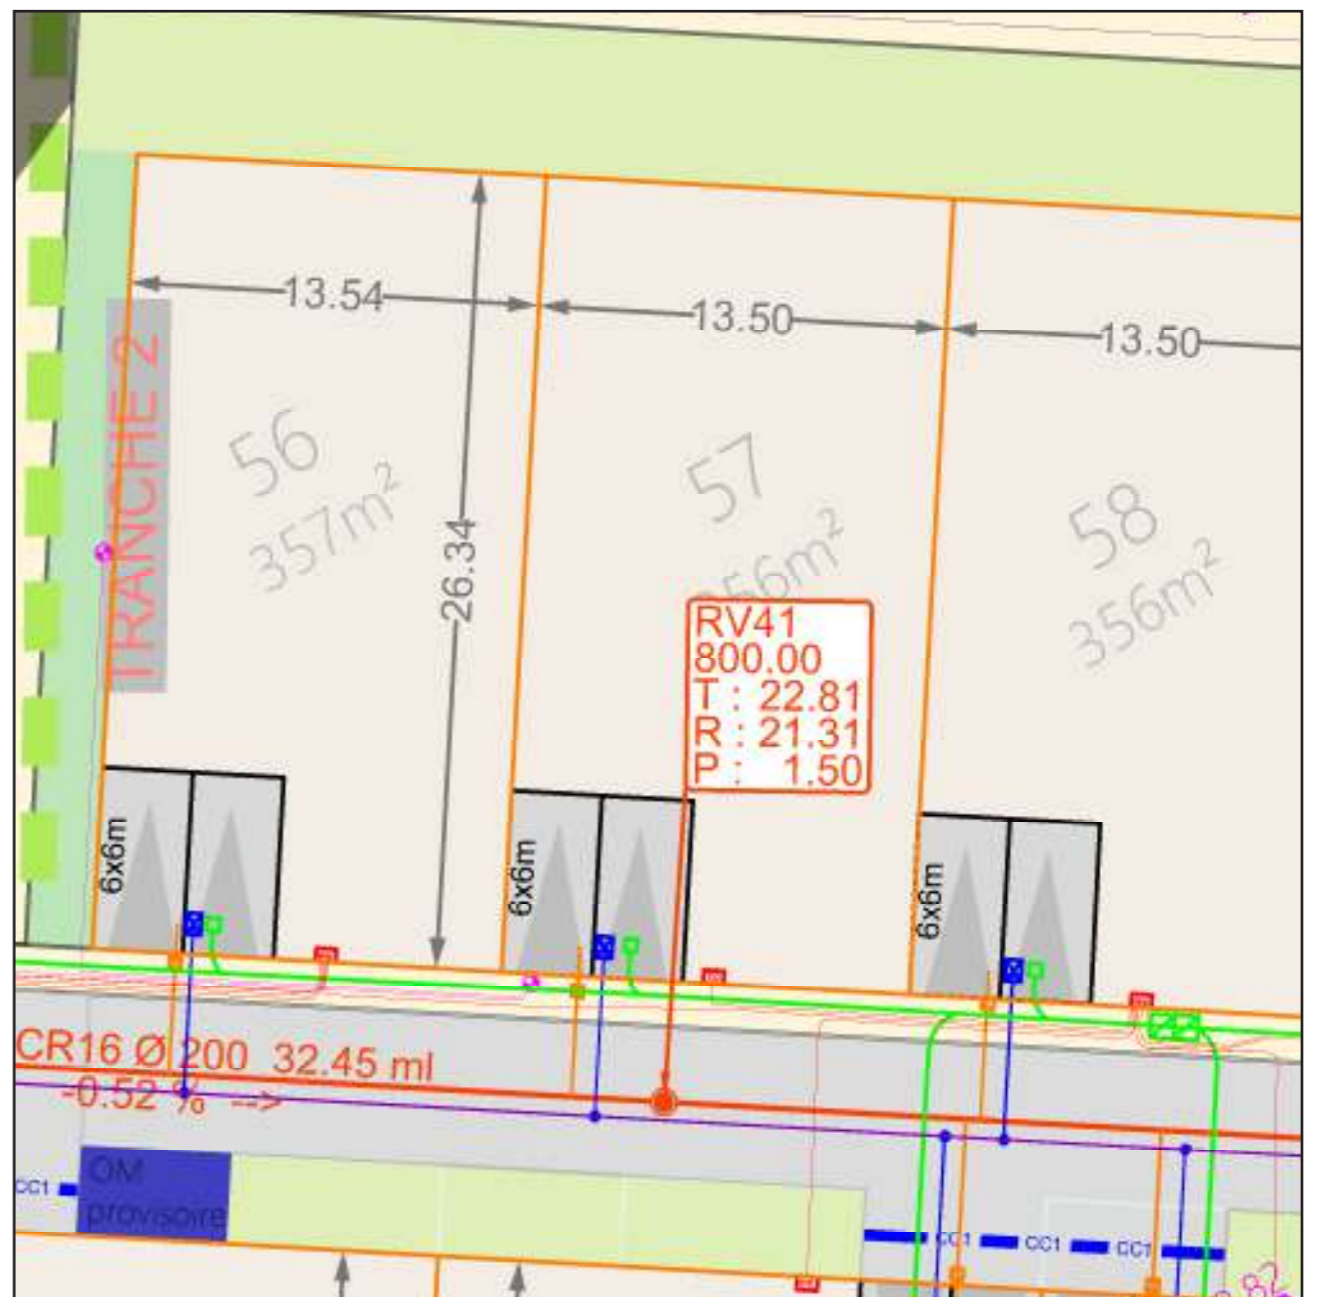 13.54
13.50
13.50
TRANCHE 2
56
357m²
26.34
57
56m²
58
356m²
RV41
800.00
T : 22.81
R : 21.31
P : 1.50
6x6m
6x6m
6x6m
CR16 Ø 200 32.45 ml
-0.52 % -->
OM
provisoire
CC1
CC1
CC1
CC1
.82